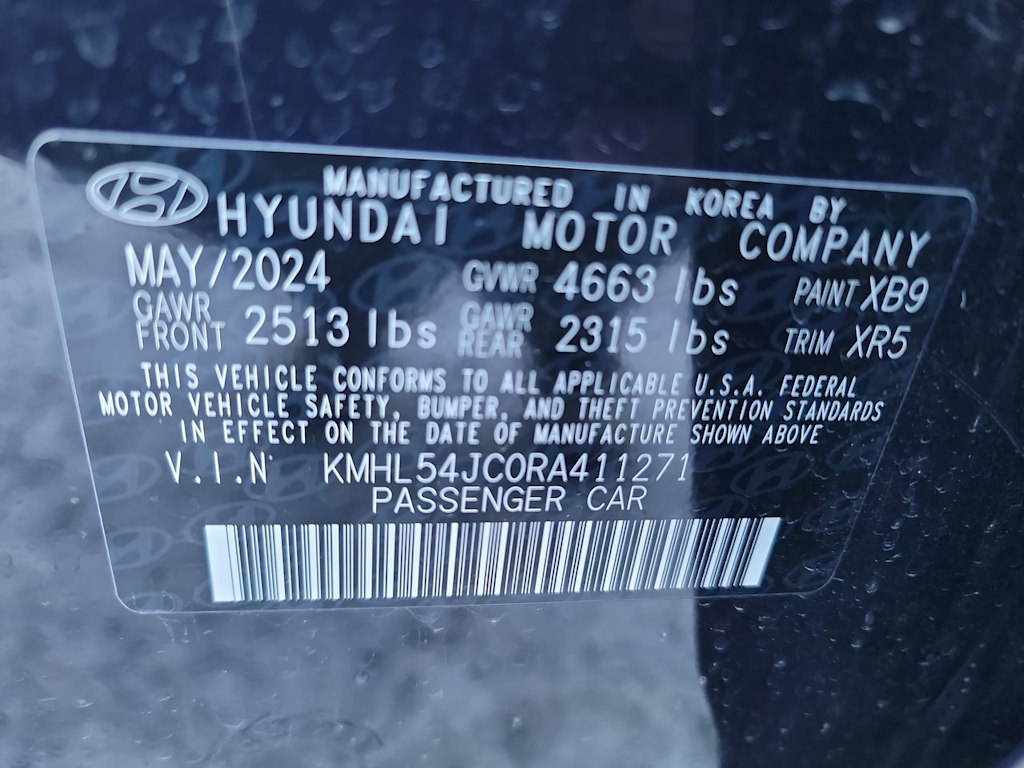 MANUFACTURED IN KOREA BY
HYUNDAI MOTOR COMPANY
MAY/2024 GVWR 4663 lbs PAINT XB9
GAWR FRONT 2513 lbs GAWR REAR 2315 lbs TRIM XR5
THIS VEHICLE CONFORMS TO ALL APPLICABLE U.S.A. FEDERAL
MOTOR VEHICLE SAFETY, BUMPER, AND THEFT PREVENTION STANDARDS
IN EFFECT ON THE DATE OF MANUFACTURE SHOWN ABOVE
V.I.N: KMHL54JC0RA411271
PASSENGER CAR